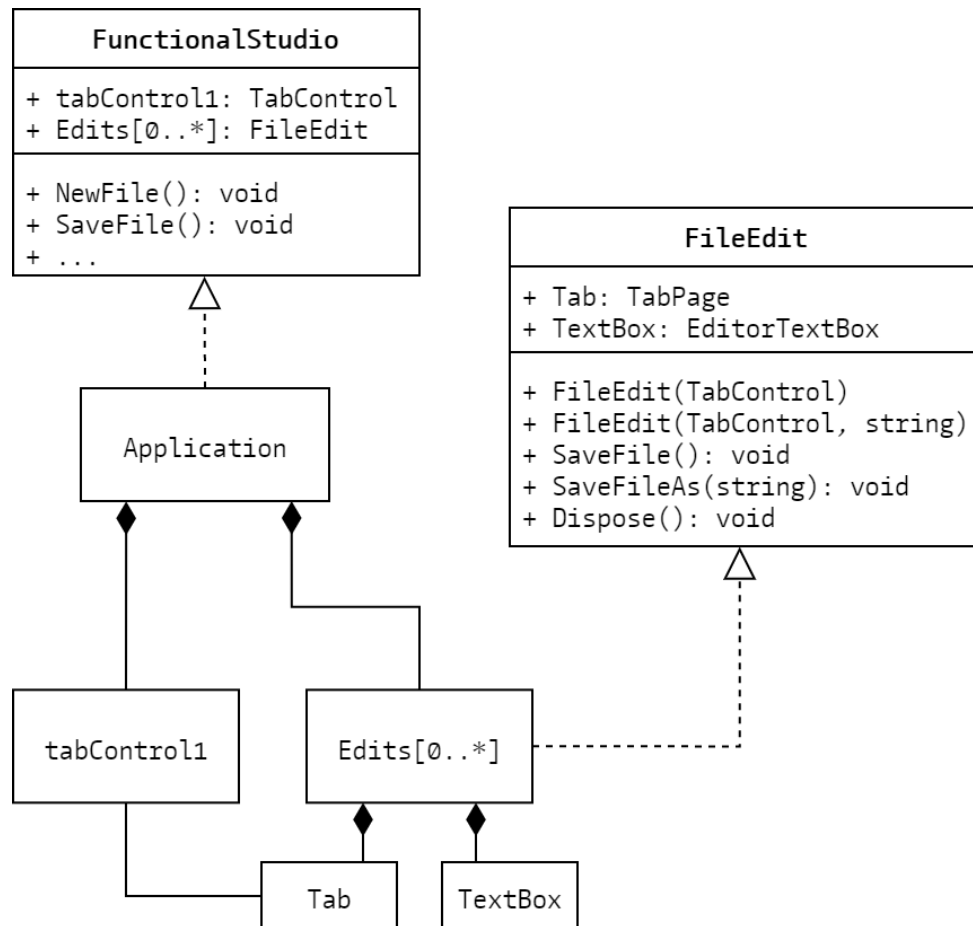 FunctionalStudio
+ tabControl1: TabControl
+ Edits[0..*]: FileEdit
+ NewFile(): void
+ SaveFile(): void
+ ...
FileEdit
+ Tab: TabPage
+ TextBox: EditorTextBox
+ FileEdit(TabControl)
+ FileEdit(TabControl, string)
+ SaveFile(): void
+ SaveFileAs(string): void
+ Dispose(): void
Application
tabControl1
Edits[0..*]
Tab
TextBox